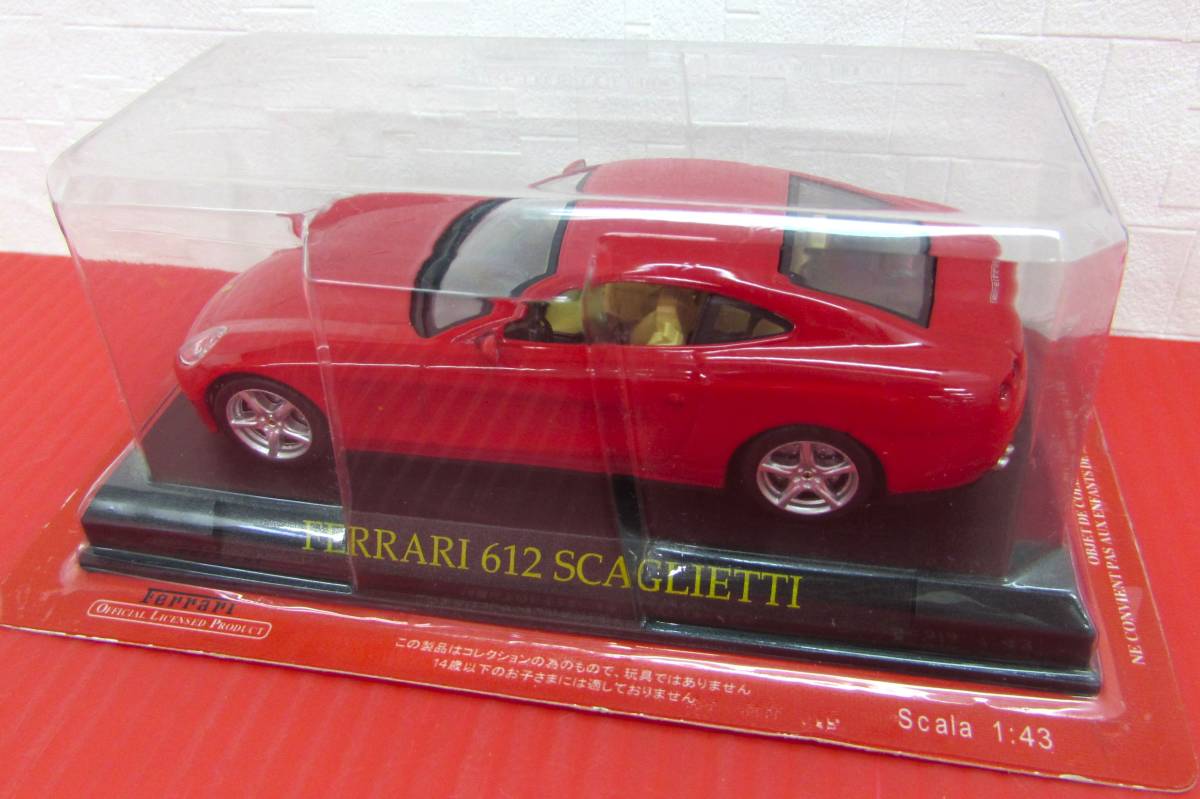 FERRARI 612 SCAGLIETTI
Ferrari
OFFICIAL LICENSED PRODUCT
この製品はコレクションの為のもので、玩具ではありません
14歳以下のお子さまには適しておりません
Scala 1:43
OBJET DE
NE CONVIENT PAS AUX ENFANTS